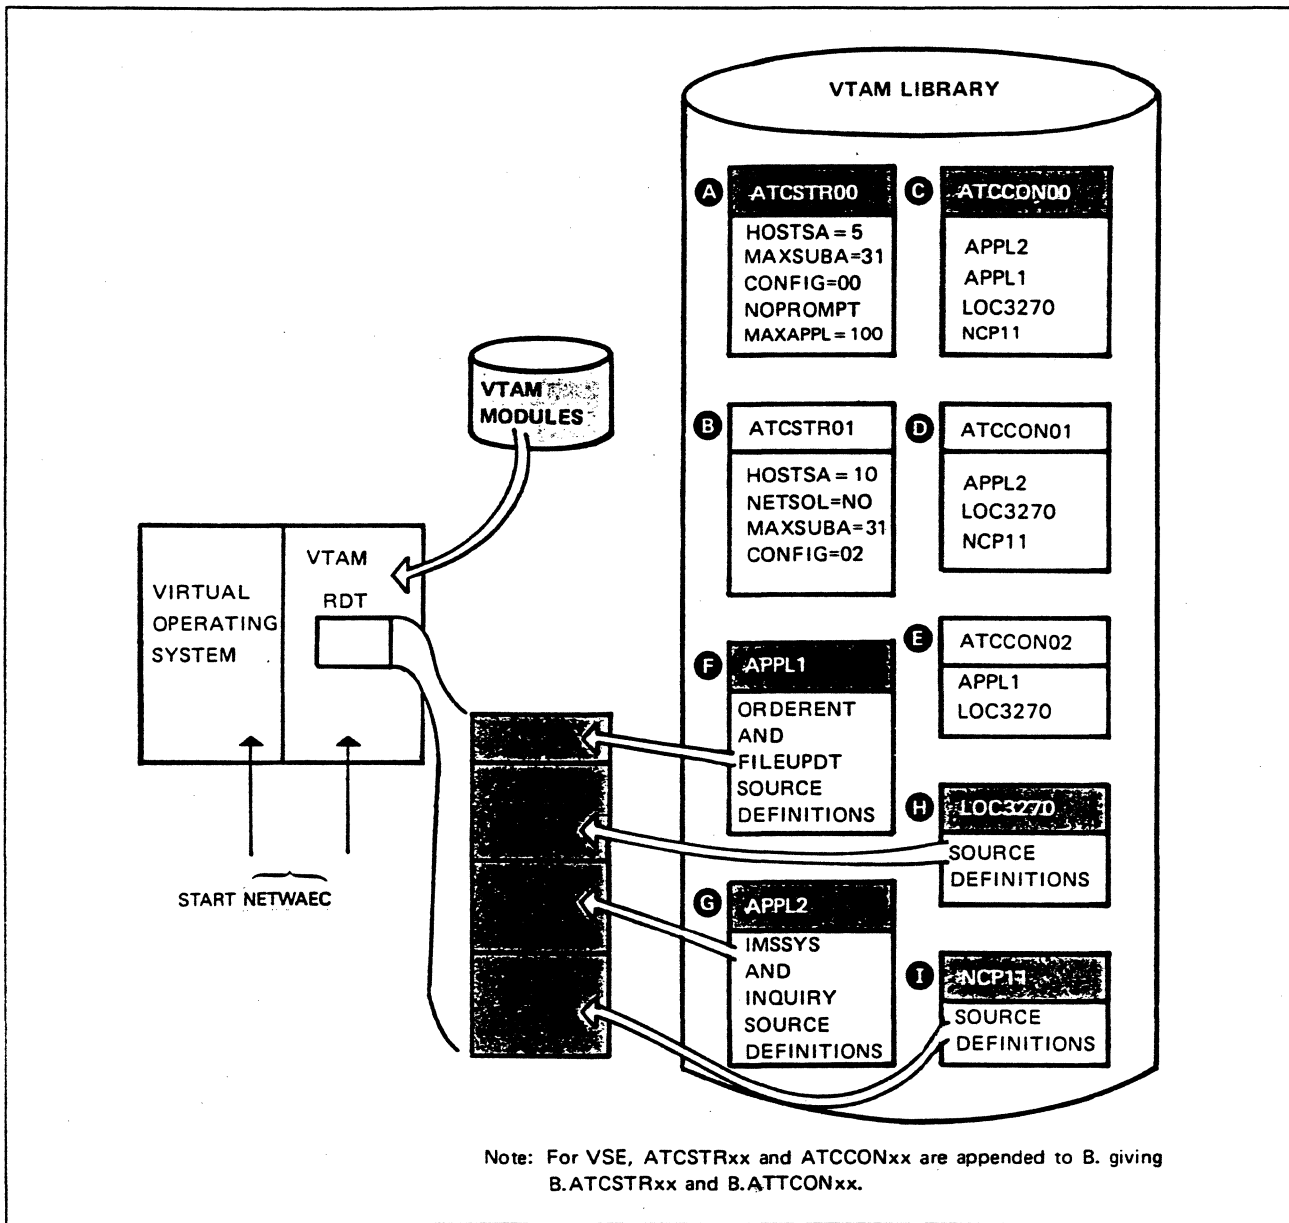 VTAM LIBRARY
A
ATCSTR00
HOSTSA = 5
MAXSUBA=31
CONFIG=00
NOPROMPT
MAXAPPL = 100
C
ATCCON00
APPL2
APPL1
LOC3270
NCP11
VTAM
MODULES
B
ATCSTR01
HOSTSA = 10
NETSOL=NO
MAXSUBA=31
CONFIG=02
D
ATCCON01
APPL2
LOC3270
NCP11
VIRTUAL
OPERATING
SYSTEM
VTAM
RDT
E
ATCCON02
APPL1
LOC3270
F
APPL1
ORDERENT
AND
FILEUPDT
SOURCE
DEFINITIONS
H
LOC3270
SOURCE
DEFINITIONS
START NETWAEC
G
APPL2
IMSSYS
AND
INQUIRY
SOURCE
DEFINITIONS
I
NCP11
SOURCE
DEFINITIONS
Note: For VSE, ATCSTRxx and ATCCONxx are appended to B. giving
B.ATCSTRxx and B.ATTCONxx.